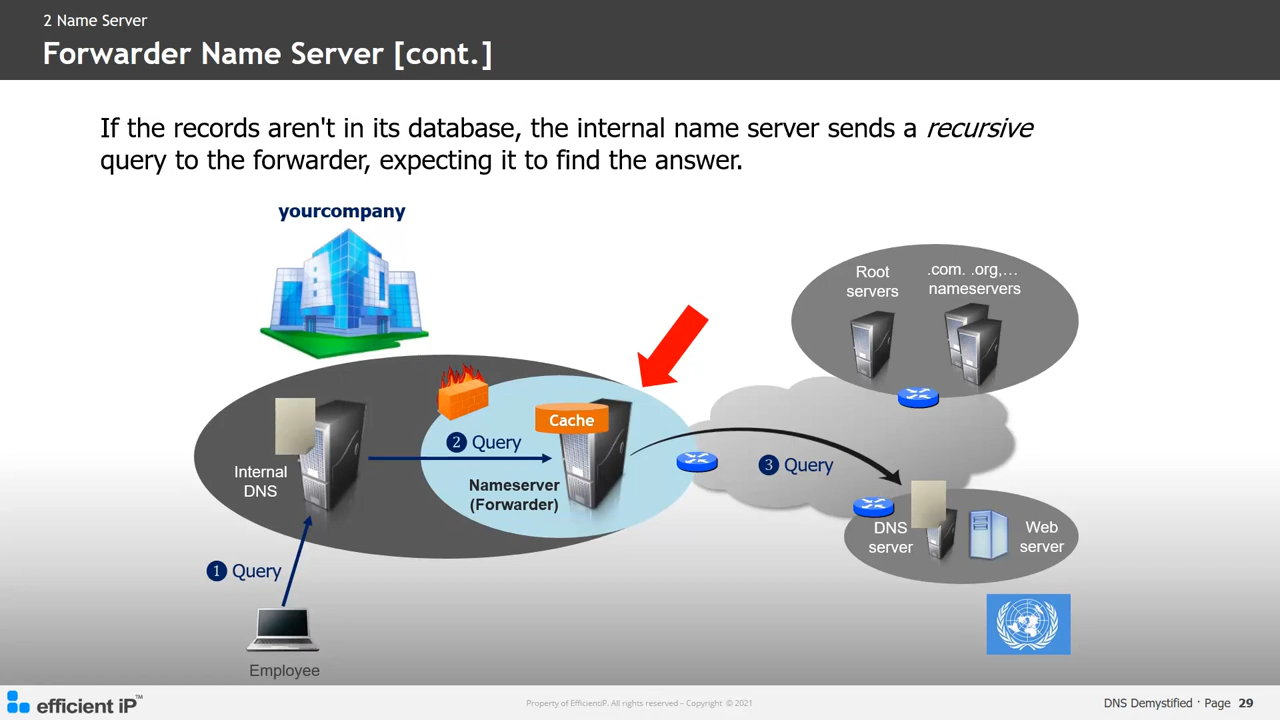 2 Name Server
Forwarder Name Server [cont.]
If the records aren't in its database, the internal name server sends a recursive
query to the forwarder, expecting it to find the answer.
yourcompany
Root
servers
.com. .org,...
nameservers
Cache
2 Query
Internal
DNS
Nameserver
(Forwarder)
3 Query
DNS
server
Web
server
1 Query
Employee
efficient iP™
Property of EfficientiP. All rights reserved – Copyright © 2021
DNS Demystified · Page 29